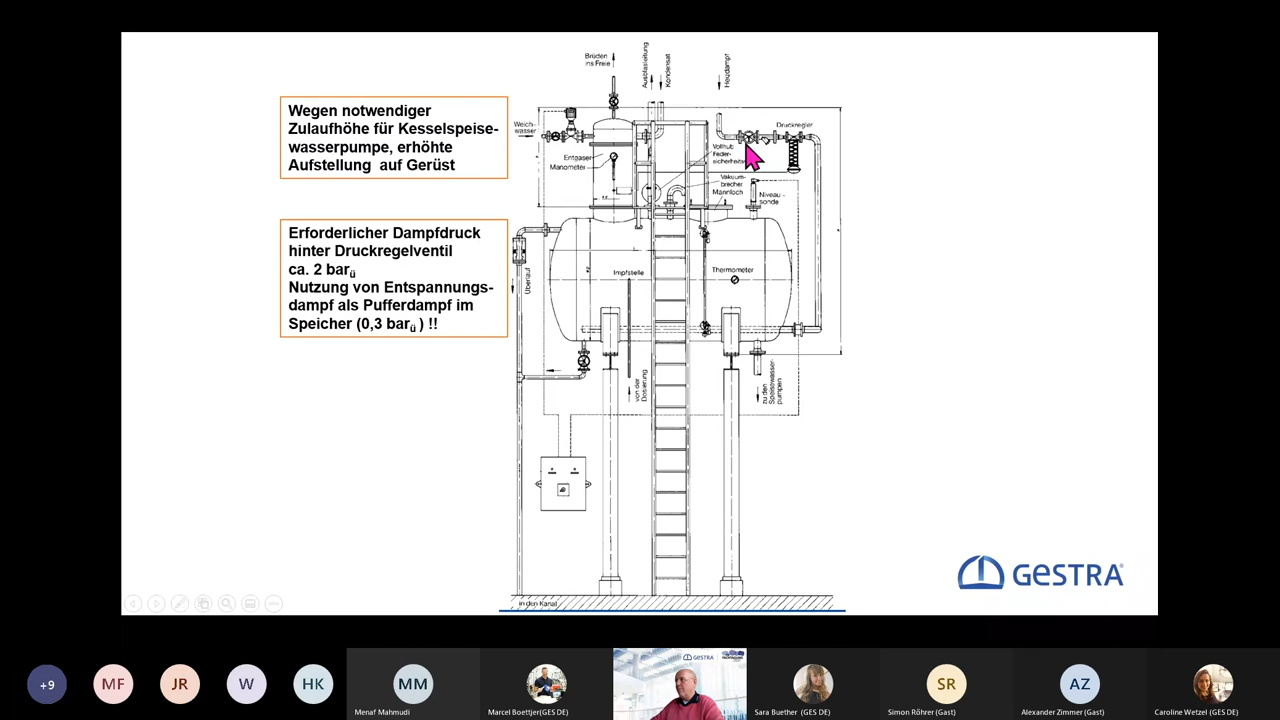 Wegen notwendiger
Zulaufhöhe für Kesselspeise-
wasserpumpe, erhöhte
Aufstellung auf Gerüst
Erforderlicher Dampfdruck
hinter Druckregelventil
ca. 2 barü
Nutzung von Entspannungs-
dampf als Pufferdampf im
Speicher (0,3 barü ) !!
Brüden
ins Freie
Ausblasleitung
Kondensat
Heizdampf
Weich-
wasser
Druckregler
Entgaser
Manometer
Vollhub
Feder-
Vakuum-
brecher
Mannloch
Niveau-
sonde
Überlauf
Impfstelle
Thermometer
von der
Dosierung
zu den
Speisewasser-
pumpen
in den Kanal
GESTRA
+9
MF
JR
W
HK
MM
SR
AZ
GESTRA
Menaf Mahmudi
Marcel Boettjer(GES DE)
Sara Buether (GES DE)
Simon Röhrer (Gast)
Alexander Zimmer (Gast)
Caroline Wetzel (GES DE)